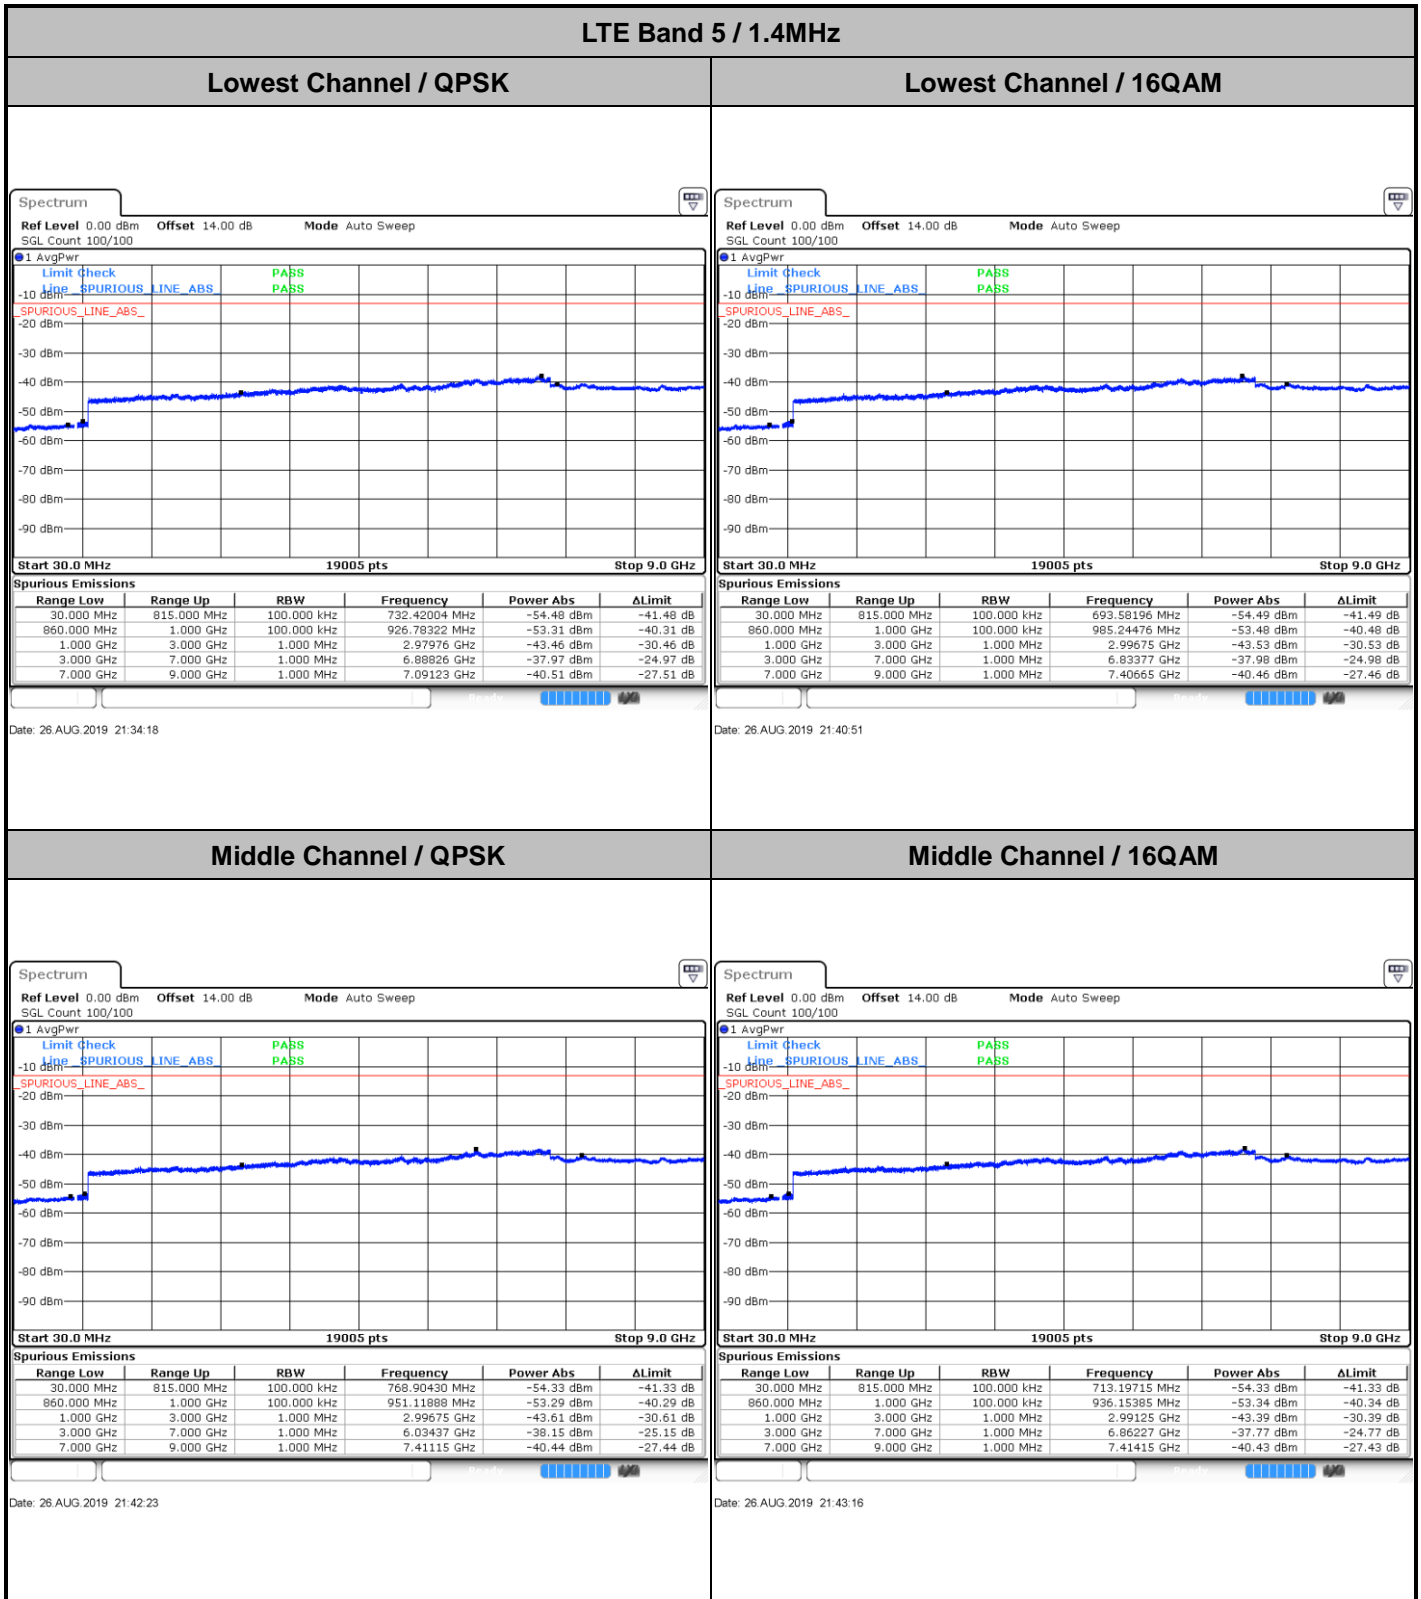 LTE Band 5 / 1.4MHz
Lowest Channel / QPSK
Lowest Channel / 16QAM
Spectrum
Ref Level 0.00 dBm Offset 14.00 dB Mode Auto Sweep
SGL Count 100/100
1 AvgPwr
Limit Check PASS
Line _SPURIOUS_LINE_ABS_ PASS
-10 dBm
_SPURIOUS_LINE_ABS_
-20 dBm
-30 dBm
-40 dBm
-50 dBm
-60 dBm
-70 dBm
-80 dBm
-90 dBm
Start 30.0 MHz 19005 pts Stop 9.0 GHz
Spurious Emissions
Range Low Range Up RBW Frequency Power Abs ΔLimit
30.000 MHz 815.000 MHz 100.000 kHz 732.42004 MHz -54.48 dBm -41.48 dB
860.000 MHz 1.000 GHz 100.000 kHz 926.78322 MHz -53.31 dBm -40.31 dB
1.000 GHz 3.000 GHz 1.000 MHz 2.97976 GHz -43.46 dBm -30.46 dB
3.000 GHz 7.000 GHz 1.000 MHz 6.88826 GHz -37.97 dBm -24.97 dB
7.000 GHz 9.000 GHz 1.000 MHz 7.09123 GHz -40.51 dBm -27.51 dB
Date: 26.AUG.2019 21:34:18
Spectrum
Ref Level 0.00 dBm Offset 14.00 dB Mode Auto Sweep
SGL Count 100/100
1 AvgPwr
Limit Check PASS
Line _SPURIOUS_LINE_ABS_ PASS
-10 dBm
_SPURIOUS_LINE_ABS_
-20 dBm
-30 dBm
-40 dBm
-50 dBm
-60 dBm
-70 dBm
-80 dBm
-90 dBm
Start 30.0 MHz 19005 pts Stop 9.0 GHz
Spurious Emissions
Range Low Range Up RBW Frequency Power Abs ΔLimit
30.000 MHz 815.000 MHz 100.000 kHz 693.58196 MHz -54.49 dBm -41.49 dB
860.000 MHz 1.000 GHz 100.000 kHz 985.24476 MHz -53.48 dBm -40.48 dB
1.000 GHz 3.000 GHz 1.000 MHz 2.99675 GHz -43.53 dBm -30.53 dB
3.000 GHz 7.000 GHz 1.000 MHz 6.83377 GHz -37.98 dBm -24.98 dB
7.000 GHz 9.000 GHz 1.000 MHz 7.40665 GHz -40.46 dBm -27.46 dB
Date: 26.AUG.2019 21:40:51
Middle Channel / QPSK
Middle Channel / 16QAM
Spectrum
Ref Level 0.00 dBm Offset 14.00 dB Mode Auto Sweep
SGL Count 100/100
1 AvgPwr
Limit Check PASS
Line _SPURIOUS_LINE_ABS_ PASS
-10 dBm
_SPURIOUS_LINE_ABS_
-20 dBm
-30 dBm
-40 dBm
-50 dBm
-60 dBm
-70 dBm
-80 dBm
-90 dBm
Start 30.0 MHz 19005 pts Stop 9.0 GHz
Spurious Emissions
Range Low Range Up RBW Frequency Power Abs ΔLimit
30.000 MHz 815.000 MHz 100.000 kHz 768.90430 MHz -54.33 dBm -41.33 dB
860.000 MHz 1.000 GHz 100.000 kHz 951.11888 MHz -53.29 dBm -40.29 dB
1.000 GHz 3.000 GHz 1.000 MHz 2.99675 GHz -43.61 dBm -30.61 dB
3.000 GHz 7.000 GHz 1.000 MHz 6.03437 GHz -38.15 dBm -25.15 dB
7.000 GHz 9.000 GHz 1.000 MHz 7.41115 GHz -40.44 dBm -27.44 dB
Date: 26.AUG.2019 21:42:23
Spectrum
Ref Level 0.00 dBm Offset 14.00 dB Mode Auto Sweep
SGL Count 100/100
1 AvgPwr
Limit Check PASS
Line _SPURIOUS_LINE_ABS_ PASS
-10 dBm
_SPURIOUS_LINE_ABS_
-20 dBm
-30 dBm
-40 dBm
-50 dBm
-60 dBm
-70 dBm
-80 dBm
-90 dBm
Start 30.0 MHz 19005 pts Stop 9.0 GHz
Spurious Emissions
Range Low Range Up RBW Frequency Power Abs ΔLimit
30.000 MHz 815.000 MHz 100.000 kHz 713.19715 MHz -54.33 dBm -41.33 dB
860.000 MHz 1.000 GHz 100.000 kHz 936.15385 MHz -53.34 dBm -40.34 dB
1.000 GHz 3.000 GHz 1.000 MHz 2.99125 GHz -43.39 dBm -30.39 dB
3.000 GHz 7.000 GHz 1.000 MHz 6.86227 GHz -37.77 dBm -24.77 dB
7.000 GHz 9.000 GHz 1.000 MHz 7.41415 GHz -40.43 dBm -27.43 dB
Date: 26.AUG.2019 21:43:16